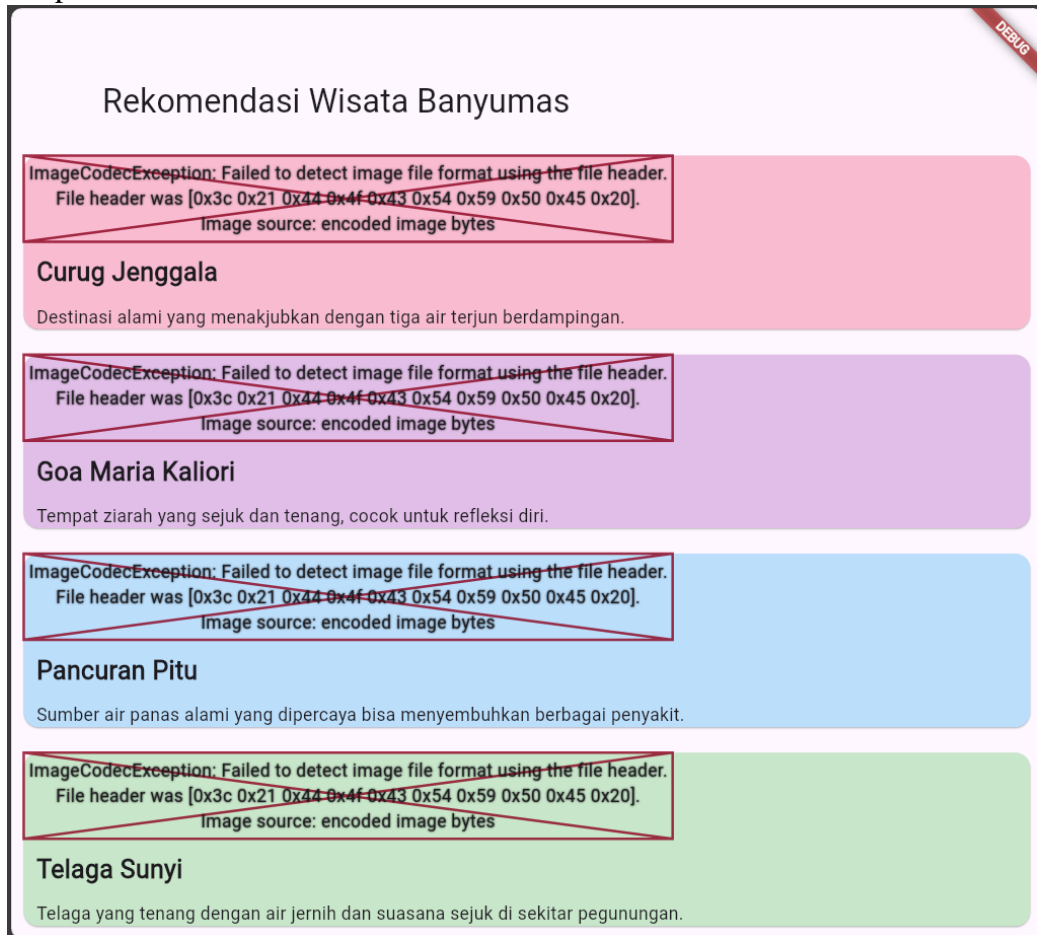 DEBUG
Rekomendasi Wisata Banyumas
ImageCodecException: Failed to detect image file format using the file header.
File header was [0x3c 0x21 0x44 0x4f 0x43 0x54 0x59 0x50 0x45 0x20].
Image source: encoded image bytes
Curug Jenggala
Destinasi alami yang menakjubkan dengan tiga air terjun berdampingan.
ImageCodecException: Failed to detect image file format using the file header.
File header was [0x3c 0x21 0x44 0x4f 0x43 0x54 0x59 0x50 0x45 0x20].
Image source: encoded image bytes
Goa Maria Kaliori
Tempat ziarah yang sejuk dan tenang, cocok untuk refleksi diri.
ImageCodecException: Failed to detect image file format using the file header.
File header was [0x3c 0x21 0x44 0x4f 0x43 0x54 0x59 0x50 0x45 0x20].
Image source: encoded image bytes
Pancuran Pitu
Sumber air panas alami yang dipercaya bisa menyembuhkan berbagai penyakit.
ImageCodecException: Failed to detect image file format using the file header.
File header was [0x3c 0x21 0x44 0x4f 0x43 0x54 0x59 0x50 0x45 0x20].
Image source: encoded image bytes
Telaga Sunyi
Telaga yang tenang dengan air jernih dan suasana sejuk di sekitar pegunungan.